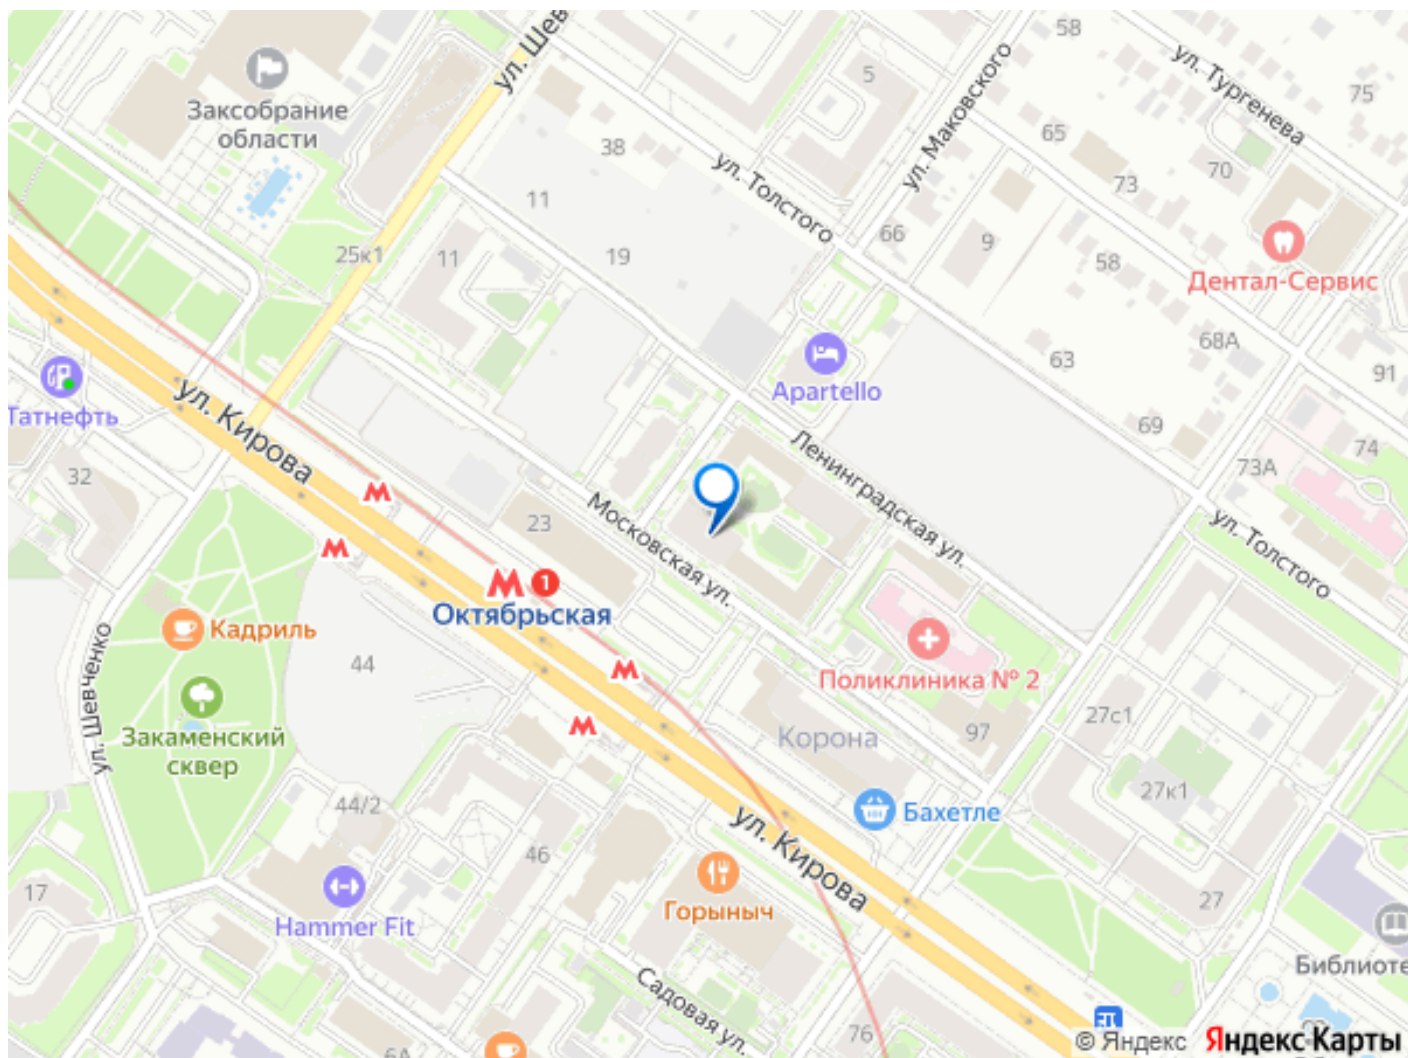 58
ул. Шев
ул. Тургенева
Заксобрание
области
5
75
ул. Маковского
65
38
70
73
ул. Толстого
11
66
9
25к1
11
19
58
Дентал-Сервис
68А
63
Татнефть
Apartello
91
ул. Кирова
69
74
73А
32
Ленинградская ул.
23
Московская ул.
ул. Толстого
1
Октябрьская
Кадриль
44
ул. Шевченко
Поликлиника № 2
Закаменский
сквер
27с1
97
Корона
27к1
44/2
Бахетле
46
ул. Кирова
17
27
Горыныч
Hammer Fit
Библиоте
Садовая ул.
76
6А
© Яндекс Яндекс Карты